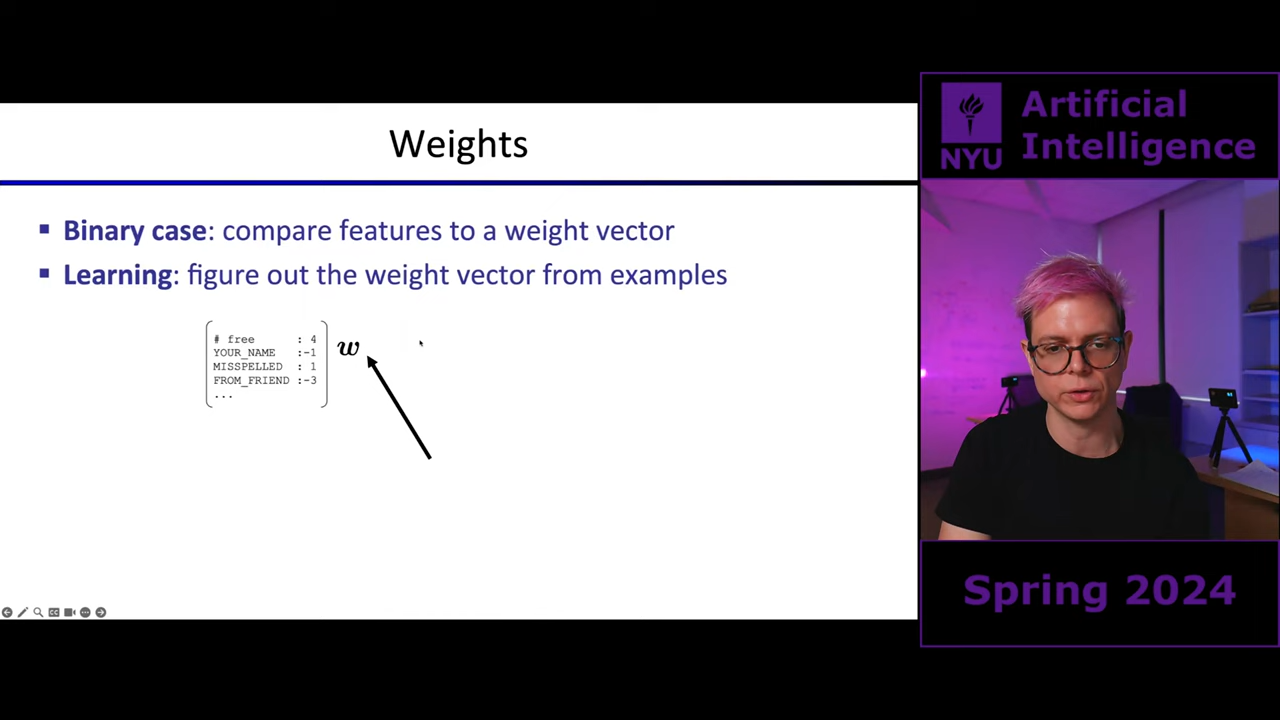 Weights
▪ Binary case: compare features to a weight vector
▪ Learning: figure out the weight vector from examples
# free : 4
YOUR_NAME :-1
MISSPELLED : 1
FROM_FRIEND :-3
...
w
NYU
Artificial
Intelligence
Spring 2024